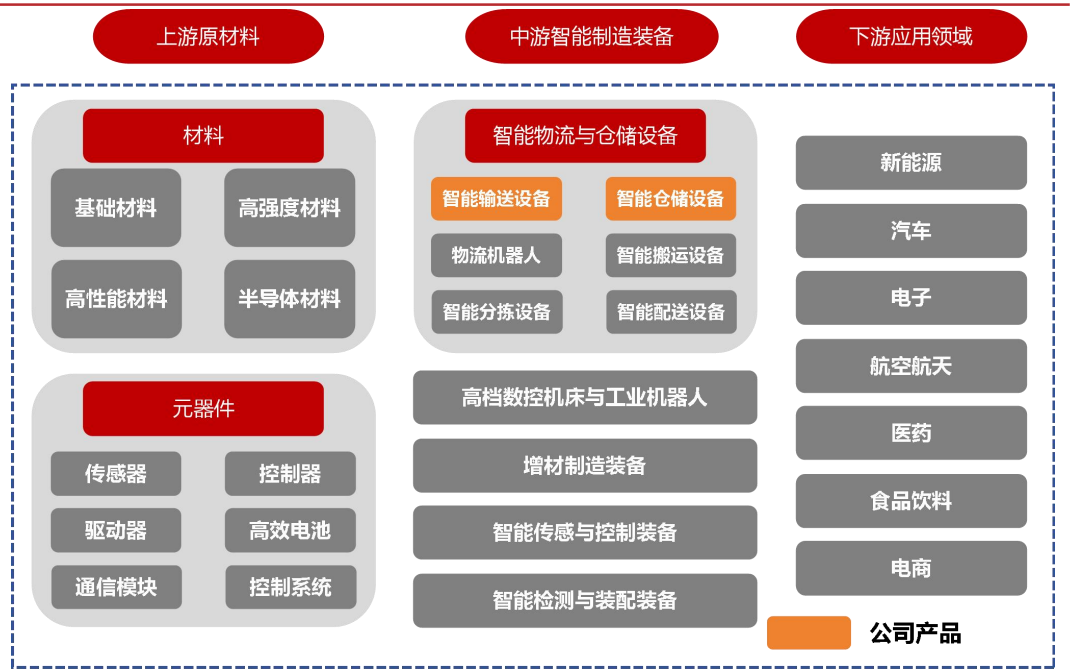 上游原材料
中游智能制造装备
下游应用领域
材料
基础材料
高强度材料
高性能材料
半导体材料
元器件
传感器
控制器
驱动器
高效电池
通信模块
控制系统
智能物流与仓储设备
智能输送设备
智能仓储设备
物流机器人
智能搬运设备
智能分拣设备
智能配送设备
高档数控机床与工业机器人
增材制造装备
智能传感与控制装备
智能检测与装配装备
新能源
汽车
电子
航空航天
医药
食品饮料
电商
公司产品